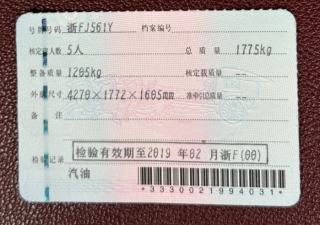 号牌号码 浙FJ561Y 档案编号
核定载人数 5人 总质量 1775kg
整备质量 1205kg 核定载质量 --
外廓尺寸 4270×1772×1605mm 准牵引总质量 --
备注
检验记录 检验有效期至2019年02月浙F(00)
汽油
*3330021994031*